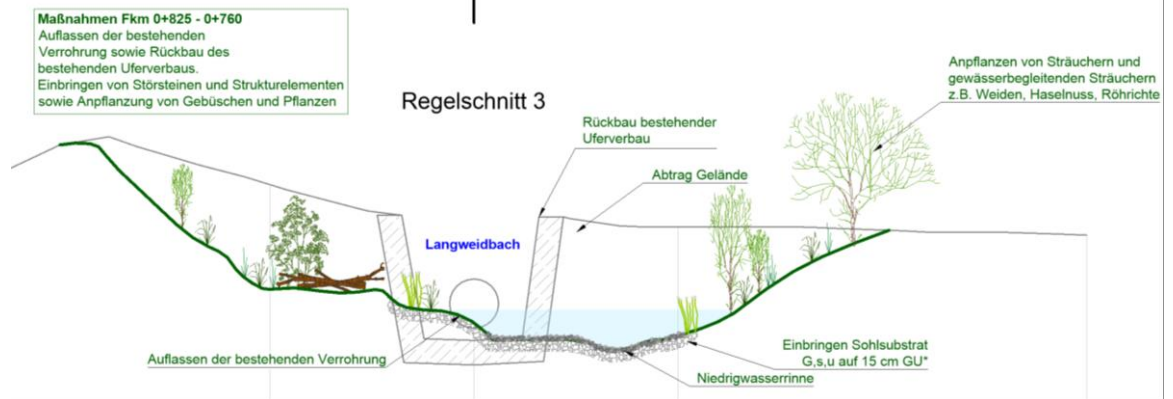 Maßnahmen Fkm 0+825 - 0+760
Auflassen der bestehenden
Verrohrung sowie Rückbau des
bestehenden Uferverbaus.
Einbringen von Störsteinen und Strukturelementen
sowie Anpflanzung von Gebüschen und Pflanzen
Regelschnitt 3
Anpflanzen von Sträuchern und
gewässerbegleitenden Sträuchern
z.B. Weiden, Haselnuss, Röhrichte
Rückbau bestehender
Uferverbau
Abtrag Gelände
Langweidbach
Auflassen der bestehenden Verrohrung
Einbringen Sohlsubstrat
G,s,u auf 15 cm GU*
Niedrigwasserrinne